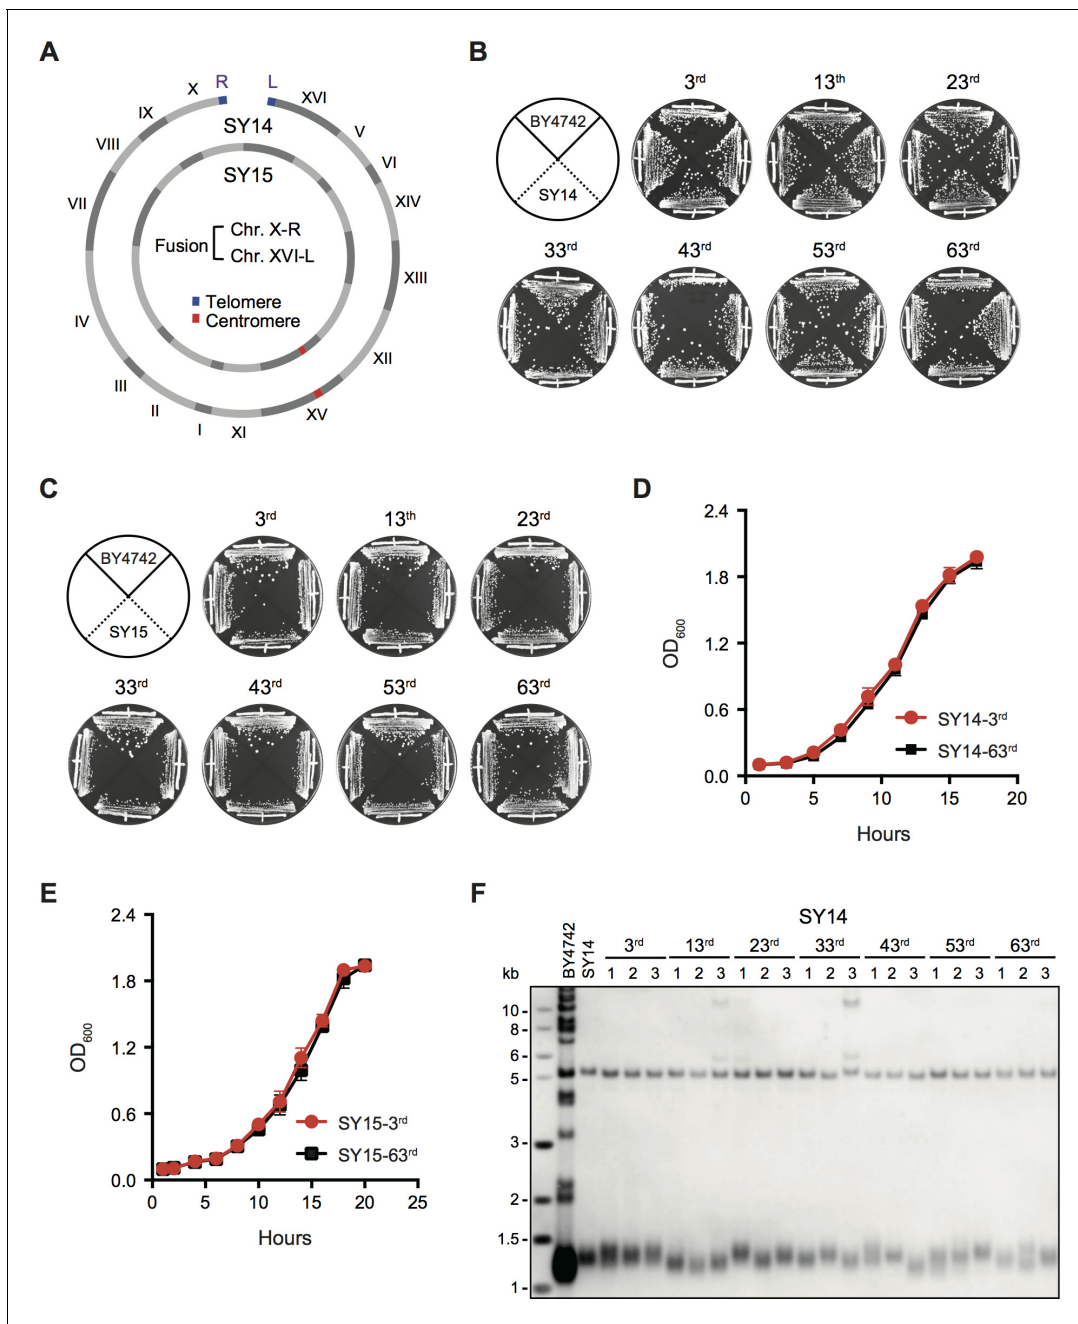 A
R L
X XVI
IX V
VIII SY14 VI
SY15 XIV
VII
Fusion Chr. X-R
Chr. XVI-L
XIII
Telomere
Centromere
IV
XII
III
II XV
I XI
B
3rd 13th 23rd
BY4742
SY14
33rd 43rd 53rd 63rd
C
3rd 13th 23rd
BY4742
SY15
33rd 43rd 53rd 63rd
D
2.4
1.8
1.2
0.6
0.0
OD600
SY14-3rd
SY14-63rd
0 5 10 15 20
Hours
E
2.4
1.8
1.2
0.6
0.0
OD600
SY15-3rd
SY15-63rd
0 5 10 15 20 25
Hours
F
SY14
BY4742 SY14 3rd 13rd 23rd 33rd 43rd 53rd 63rd
kb 1 2 3 1 2 3 1 2 3 1 2 3 1 2 3 1 2 3 1 2 3
10 -
8 -
6 -
5 -
3 -
2 -
1.5 -
1 -